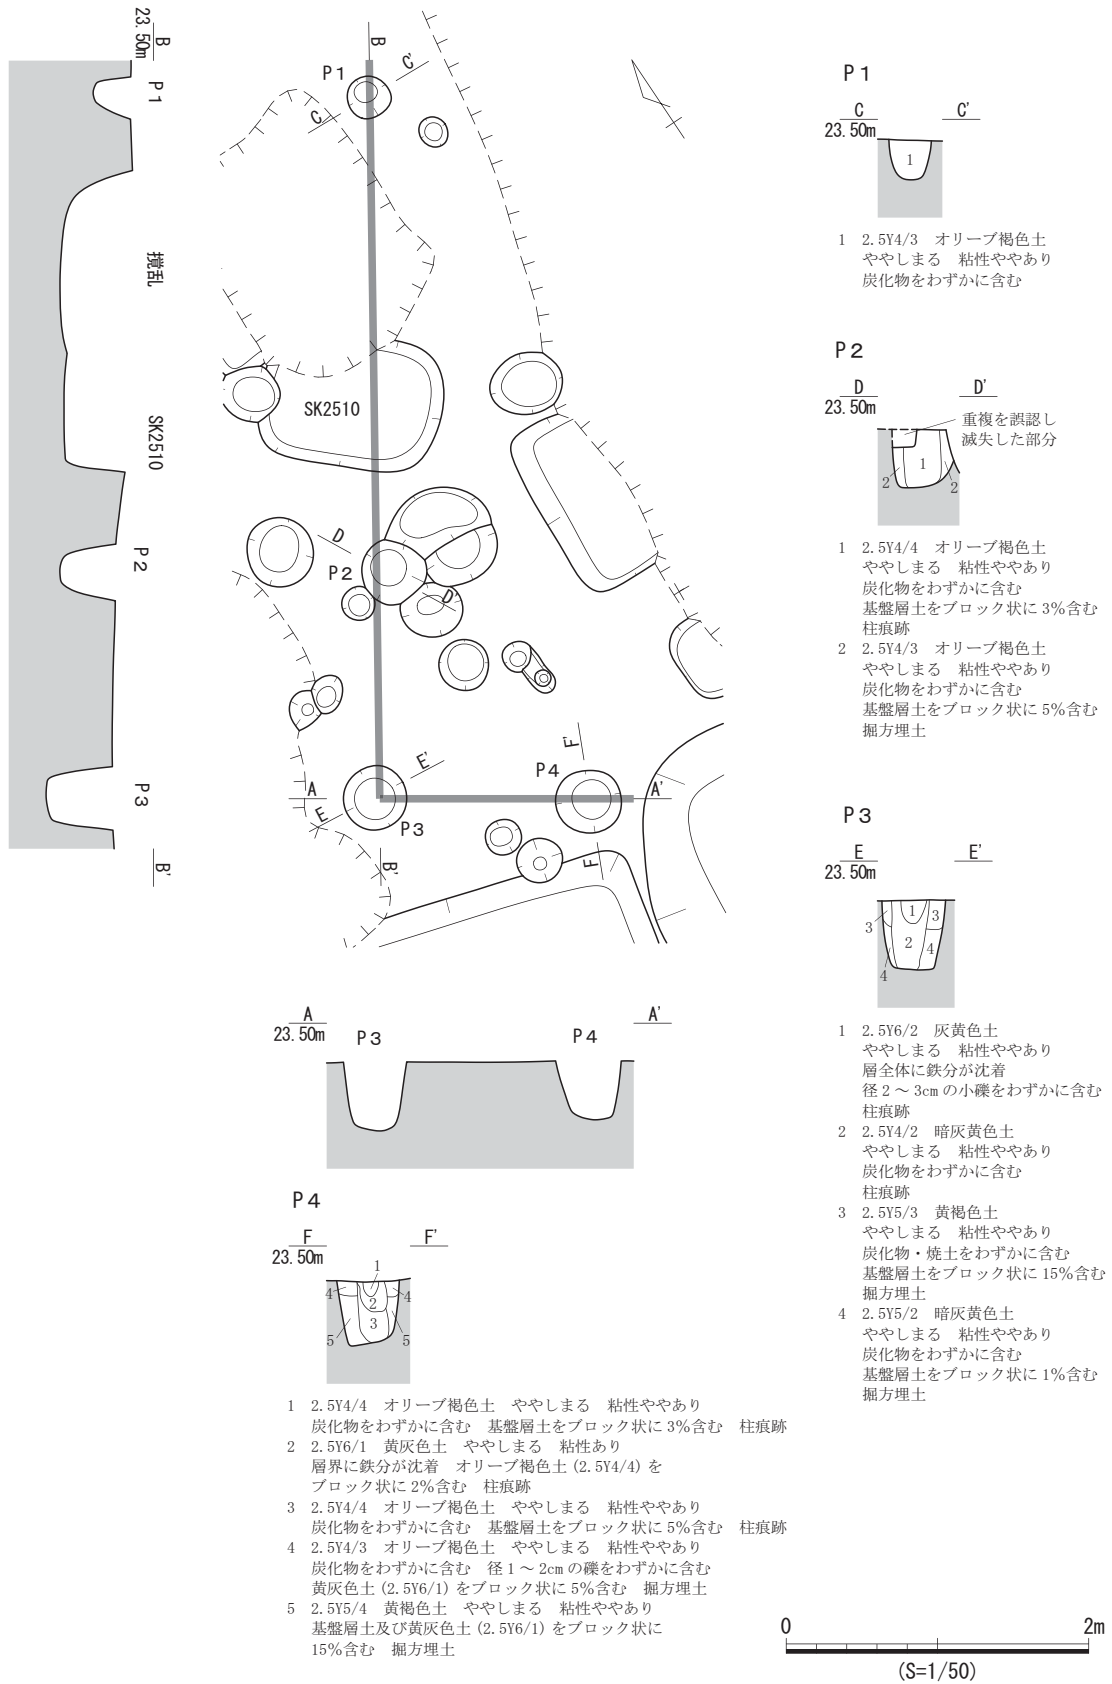 B
23.50m
P1
攪乱
SK2510
P2
P3
B'
B
P1
C'
C
SK2510
D
P2
D'
E'
F'
P4
A
A'
E
P3
B'
F
A
23.50m
A'
P3
P4
P1
C
C'
23.50m
1
1 2.5Y4/3 オリーブ褐色土
ややしまる 粘性ややあり
炭化物をわずかに含む
P2
D
D'
23.50m
重複を誤認し
滅失した部分
1
2
2
1 2.5Y4/4 オリーブ褐色土
ややしまる 粘性ややあり
炭化物をわずかに含む
基盤層土をブロック状に 3%含む
柱痕跡
2 2.5Y4/3 オリーブ褐色土
ややしまる 粘性ややあり
炭化物をわずかに含む
基盤層土をブロック状に 5%含む
掘方埋土
P3
E
E'
23.50m
1
3
3
2
4
4
1 2.5Y6/2 灰黄色土
ややしまる 粘性ややあり
層全体に鉄分が沈着
径 2 ～ 3cm の小礫をわずかに含む
柱痕跡
2 2.5Y4/2 暗灰黄色土
ややしまる 粘性ややあり
炭化物をわずかに含む
柱痕跡
3 2.5Y5/3 黄褐色土
ややしまる 粘性ややあり
炭化物・焼土をわずかに含む
基盤層土をブロック状に 15%含む
掘方埋土
4 2.5Y5/2 暗灰黄色土
ややしまる 粘性ややあり
炭化物をわずかに含む
基盤層土をブロック状に 1%含む
掘方埋土
P4
F
F'
23.50m
1
4
2
4
3
5
5
1 2.5Y4/4 オリーブ褐色土 ややしまる 粘性ややあり
炭化物をわずかに含む 基盤層土をブロック状に 3%含む 柱痕跡
2 2.5Y6/1 黄灰色土 ややしまる 粘性あり
層界に鉄分が沈着 オリーブ褐色土 (2.5Y4/4) を
ブロック状に 2%含む 柱痕跡
3 2.5Y4/4 オリーブ褐色土 ややしまる 粘性ややあり
炭化物をわずかに含む 基盤層土をブロック状に 5%含む 柱痕跡
4 2.5Y4/3 オリーブ褐色土 ややしまる 粘性ややあり
炭化物をわずかに含む 径 1 ～ 2cm の礫をわずかに含む
黄灰色土 (2.5Y6/1) をブロック状に 5%含む 掘方埋土
5 2.5Y5/4 黄褐色土 ややしまる 粘性ややあり
基盤層土及び黄灰色土 (2.5Y6/1) をブロック状に
15%含む 掘方埋土
0 2m
(S=1/50)